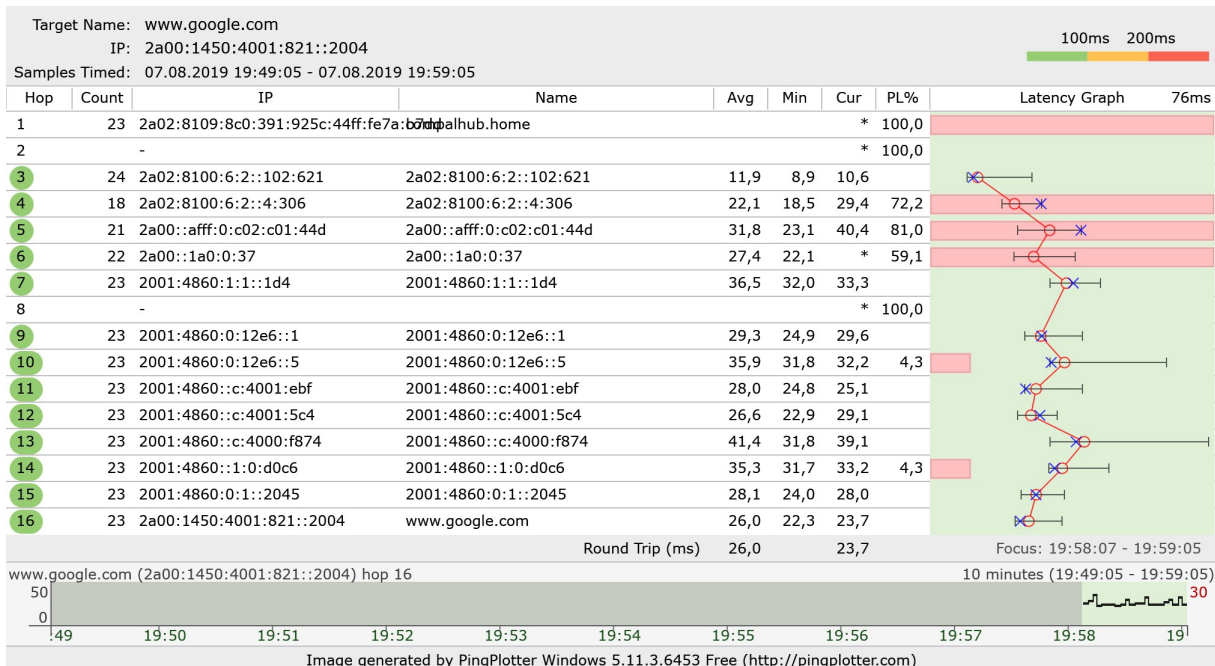 Target Name: www.google.com
IP: 2a00:1450:4001:821::2004
Samples Timed: 07.08.2019 19:49:05 - 07.08.2019 19:59:05
100ms 200ms
Hop Count IP Name Avg Min Cur PL% Latency Graph 76ms
1 23 2a02:8109:8c0:391:925c:44ff:fe7a: palhub.home * 100,0
2 - * 100,0
3 24 2a02:8100:6:2::102:621 2a02:8100:6:2::102:621 11,9 8,9 10,6
4 18 2a02:8100:6:2::4:306 2a02:8100:6:2::4:306 22,1 18,5 29,4 72,2
5 21 2a00::afff:0:c02:c01:44d 2a00::afff:0:c02:c01:44d 31,8 23,1 40,4 81,0
6 22 2a00::1a0:0:37 2a00::1a0:0:37 27,4 22,1 * 59,1
7 23 2001:4860:1:1::1d4 2001:4860:1:1::1d4 36,5 32,0 33,3
8 - * 100,0
9 23 2001:4860:0:12e6::1 2001:4860:0:12e6::1 29,3 24,9 29,6
10 23 2001:4860:0:12e6::5 2001:4860:0:12e6::5 35,9 31,8 32,2 4,3
11 23 2001:4860::c:4001:ebf 2001:4860::c:4001:ebf 28,0 24,8 25,1
12 23 2001:4860::c:4001:5c4 2001:4860::c:4001:5c4 26,6 22,9 29,1
13 23 2001:4860::c:4000:f874 2001:4860::c:4000:f874 41,4 31,8 39,1
14 23 2001:4860::1:0:d0c6 2001:4860::1:0:d0c6 35,3 31,7 33,2 4,3
15 23 2001:4860:0:1::2045 2001:4860:0:1::2045 28,1 24,0 28,0
16 23 2a00:1450:4001:821::2004 www.google.com 26,0 22,3 23,7
Round Trip (ms) 26,0 23,7 Focus: 19:58:07 - 19:59:05
www.google.com (2a00:1450:4001:821::2004) hop 16 10 minutes (19:49:05 - 19:59:05)
50 30
0
:49 19:50 19:51 19:52 19:53 19:54 19:55 19:56 19:57 19:58 19
Image generated by PingPlotter Windows 5.11.3.6453 Free (http://pingplotter.com)